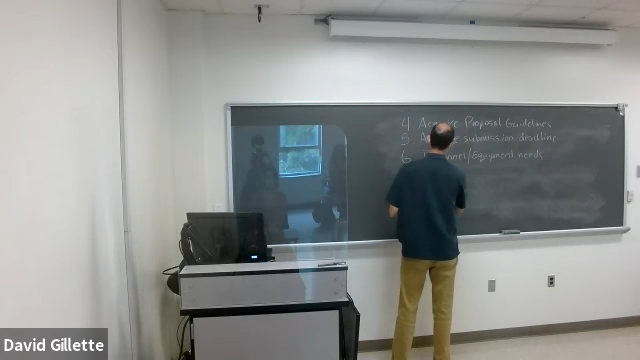 4 Acquire Proposal Guidelines
5. submission deadline
6 /Equipment needs
David Gillette